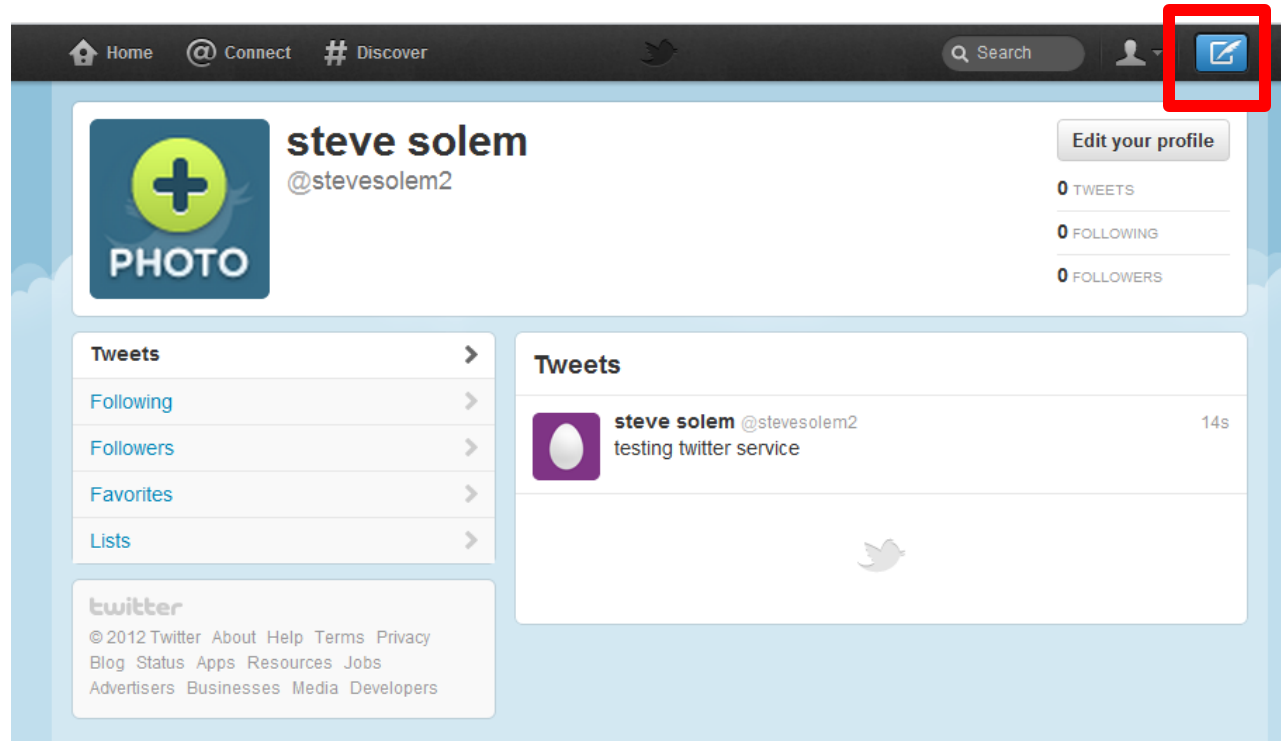 Home @ Connect # Discover Search
steve solem
@stevesolem2
PHOTO
Edit your profile
0 TWEETS
0 FOLLOWING
0 FOLLOWERS
Tweets
Following
Followers
Favorites
Lists
twitter
© 2012 Twitter About Help Terms Privacy
Blog Status Apps Resources Jobs
Advertisers Businesses Media Developers
Tweets
steve solem @stevesolem2 14s
testing twitter service